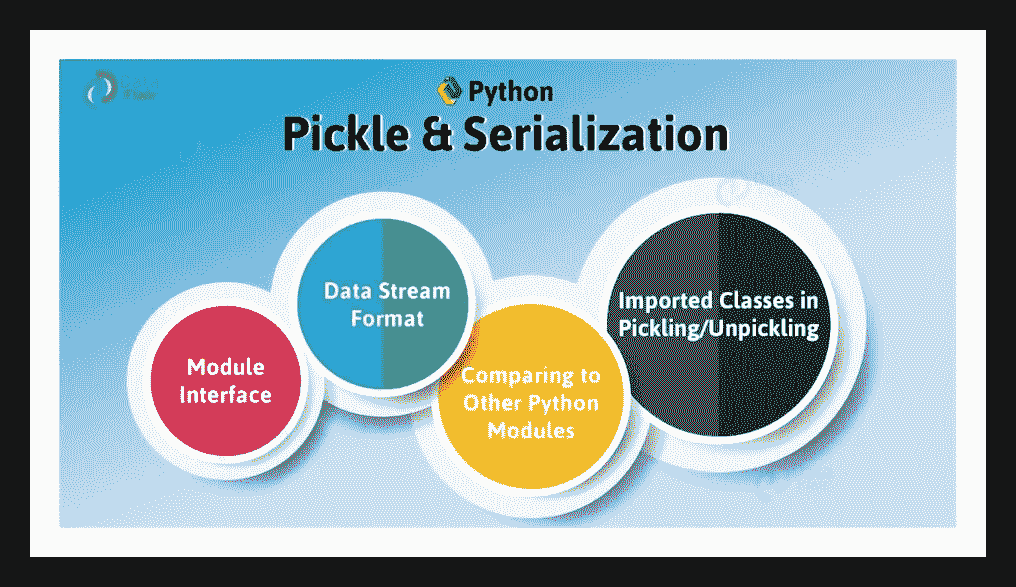 Python
Pickle & Serialization
Data Stream
Format
Imported Classes in
Pickling/Unpickling
Module
Interface
Comparing to
Other Python
Modules